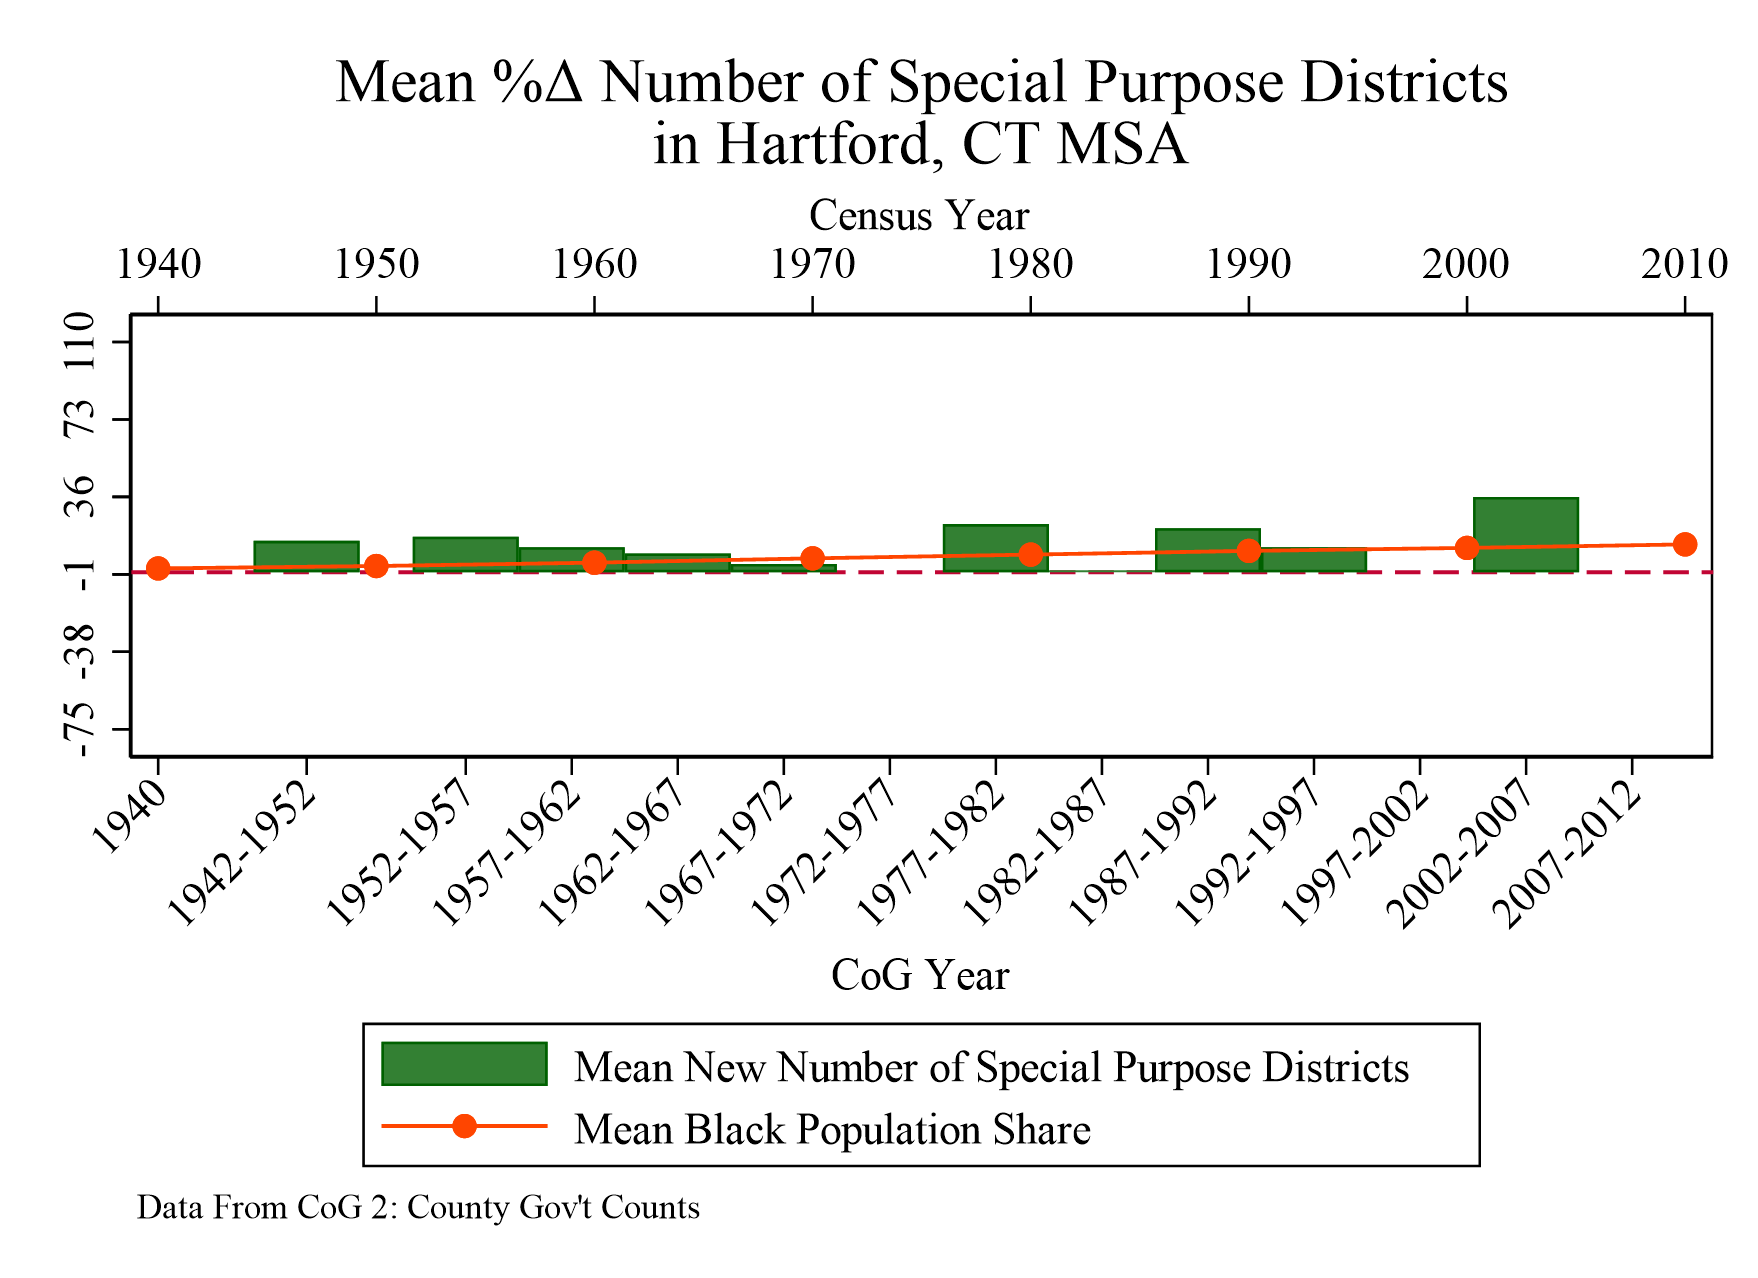 Mean %Δ Number of Special Purpose Districts
in Hartford, CT MSA
Census Year
1940 1950 1960 1970 1980 1990 2000 2010
110
73
36
-1
-38
-75
1940 1942-1952 1952-1957 1957-1962 1962-1967 1967-1972 1972-1977 1977-1982 1982-1987 1987-1992 1992-1997 1997-2002 2002-2007 2007-2012
CoG Year
Mean New Number of Special Purpose Districts
Mean Black Population Share
Data From CoG 2: County Gov't Counts